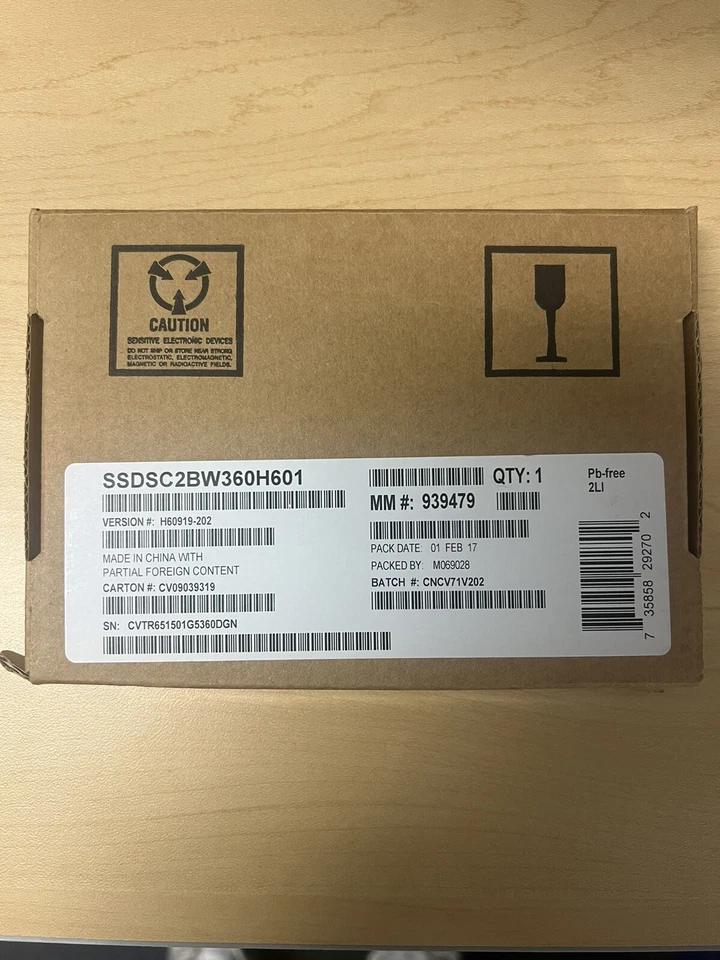 CAUTION
SENSITIVE ELECTRONIC DEVICES
DO NOT SHIP OR STORE NEAR STRONG
ELECTROSTATIC, ELECTROMAGNETIC,
MAGNETIC OR RADIOACTIVE FIELDS.
SSDSC2BW360H601
VERSION #: H60919-202
MADE IN CHINA WITH
PARTIAL FOREIGN CONTENT
CARTON #: CV09039319
SN: CVTR651501G5360DGN
QTY: 1
MM #: 939479
PACK DATE: 01 FEB 17
PACKED BY: M069028
BATCH #: CNCV71V202
Pb-free
2LI
7 35858 29270 2